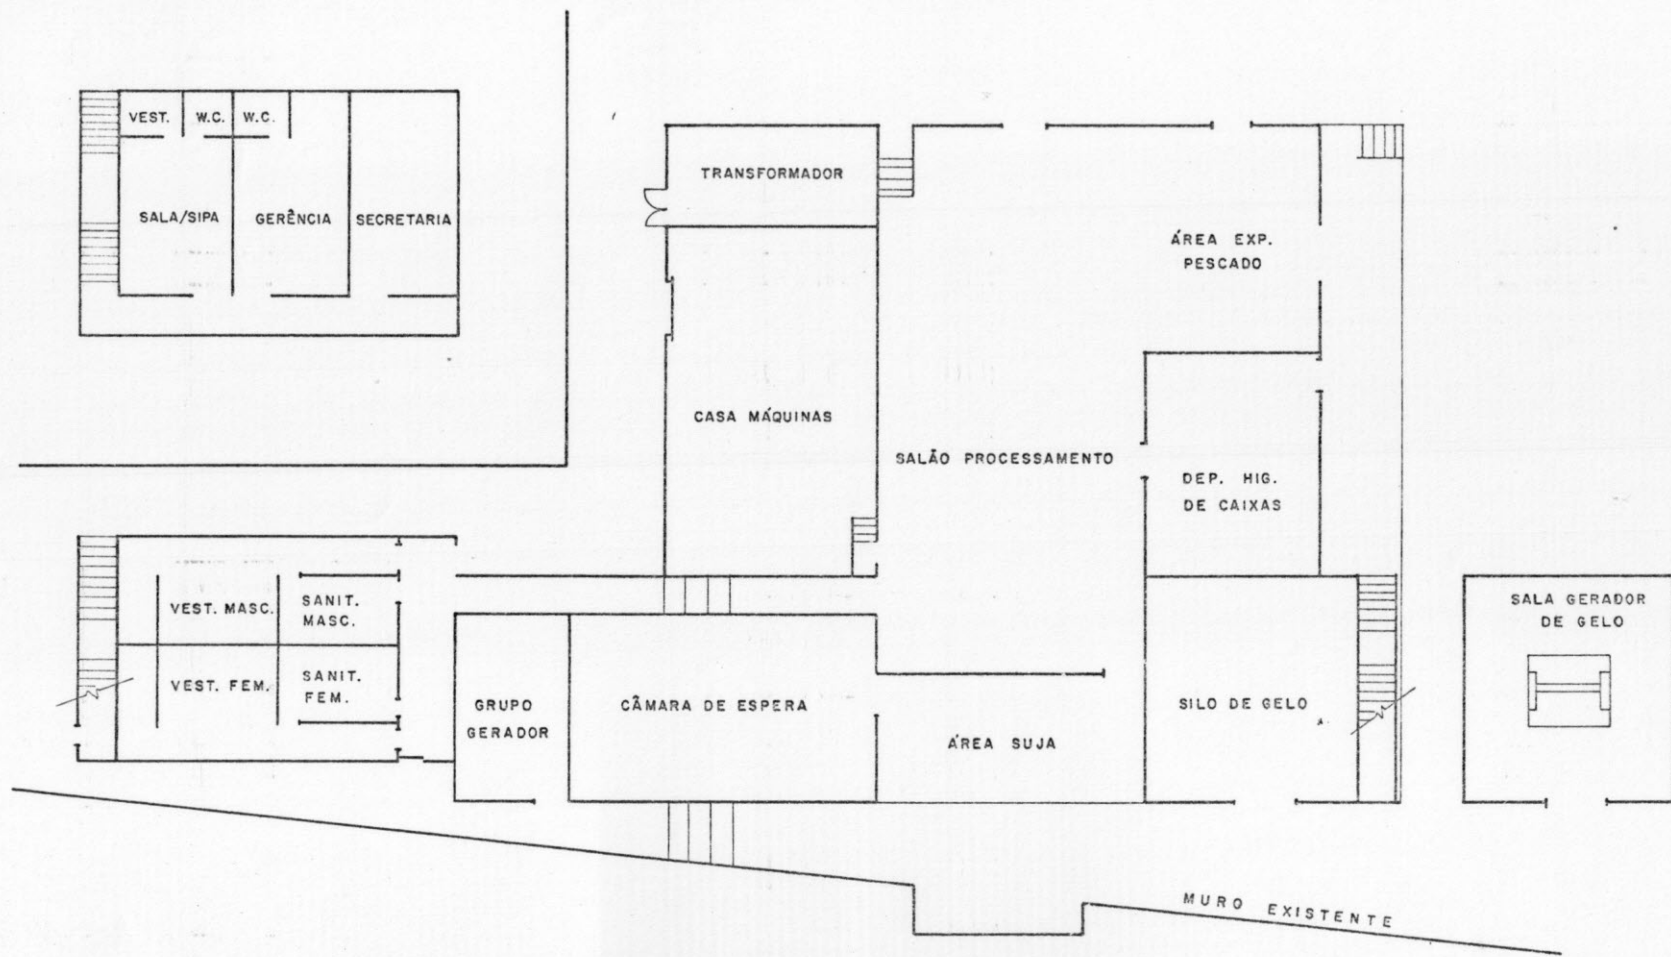 VEST.
W.C.
W.C.
SALA/SIPA
GERÊNCIA
SECRETARIA
TRANSFORMADOR
ÁREA EXP.
PESCADO
CASA MÁQUINAS
SALÃO PROCESSAMENTO
DEP. HIG.
DE CAIXAS
VEST. MASC.
SANIT.
MASC.
VEST. FEM.
SANIT.
FEM.
GRUPO
GERADOR
CÂMARA DE ESPERA
ÁREA SUJA
SILO DE GELO
SALA GERADOR
DE GELO
MURO EXISTENTE